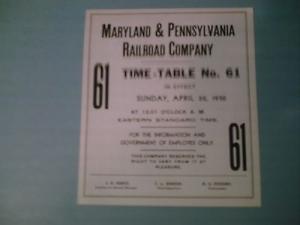 MARYLAND & PENNSYLVANIA
RAILROAD COMPANY
61
TIME-TABLE No. 61
IN EFFECT
SUNDAY, APRIL
AT 12:01 O'CLOCK A. M.
EASTERN STANDARD TIME.
FOR THE INFORMATION AND
GOVERNMENT OF EMPLOYES ONLY.
61
THIS COMPANY RESERVES THE
RIGHT TO VARY FROM IT AT
PLEASURE.